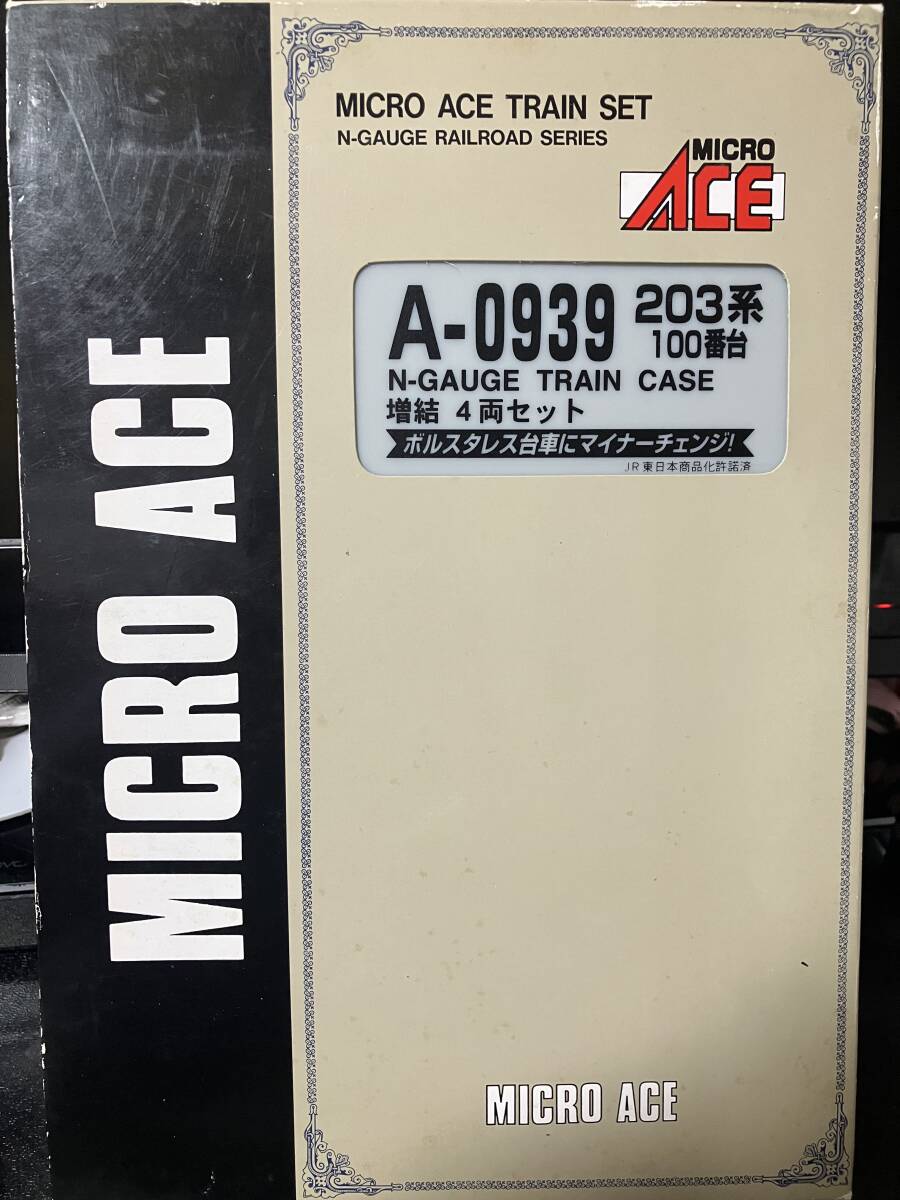 MICRO ACE
MICRO ACE TRAIN SET
N-GAUGE RAILROAD SERIES
MICRO
ACE
A-0939 203系
100番台
N-GAUGE TRAIN CASE
増結 4両セット
ボルスタレス台車にマイナーチェンジ!
JR東日本商品化許諾済
MICRO ACE